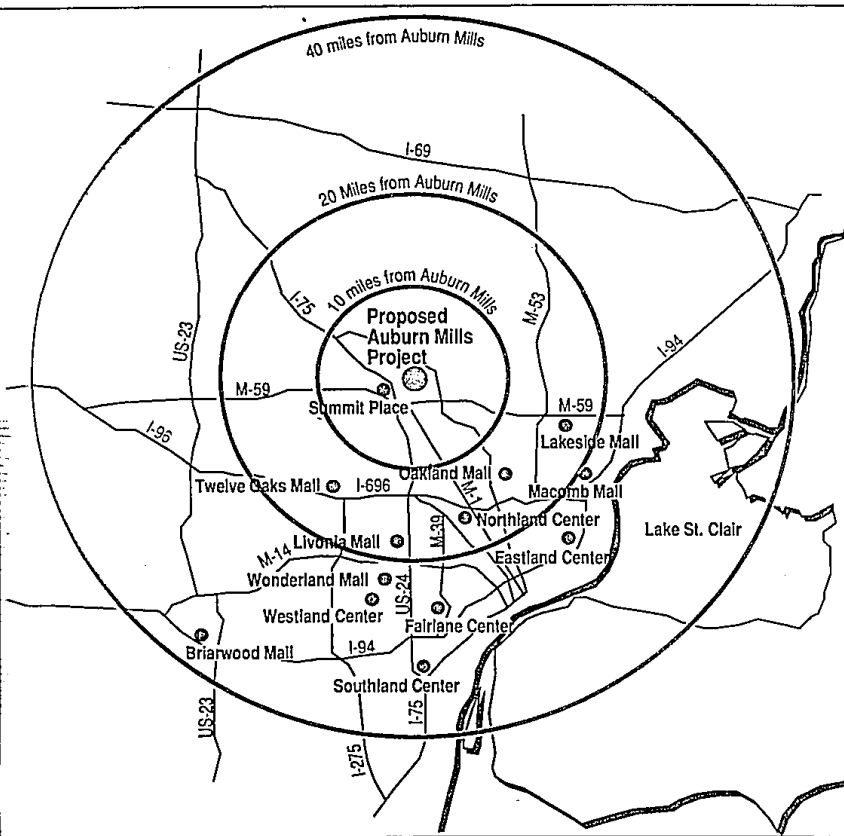 40 miles from Auburn Mills
I-69
20 Miles from Auburn Mills
I-75
10 miles from Auburn Mills
M-53
US-23
I-94
Proposed
Auburn Mills
Project
M-59
Summit Place
M-59
I-96
Lakeside Mall
Oakland Mall
Twelve Oaks Mall
I-696
M-1
Macomb Mall
Northland Center
Lake St. Clair
Livonia Mall
M-39
Eastland Center
M-14
Wonderland Mall
US-24
Westland Center
Fairlane Center
Briarwood Mall
I-94
Southland Center
US-23
I-75
I-275